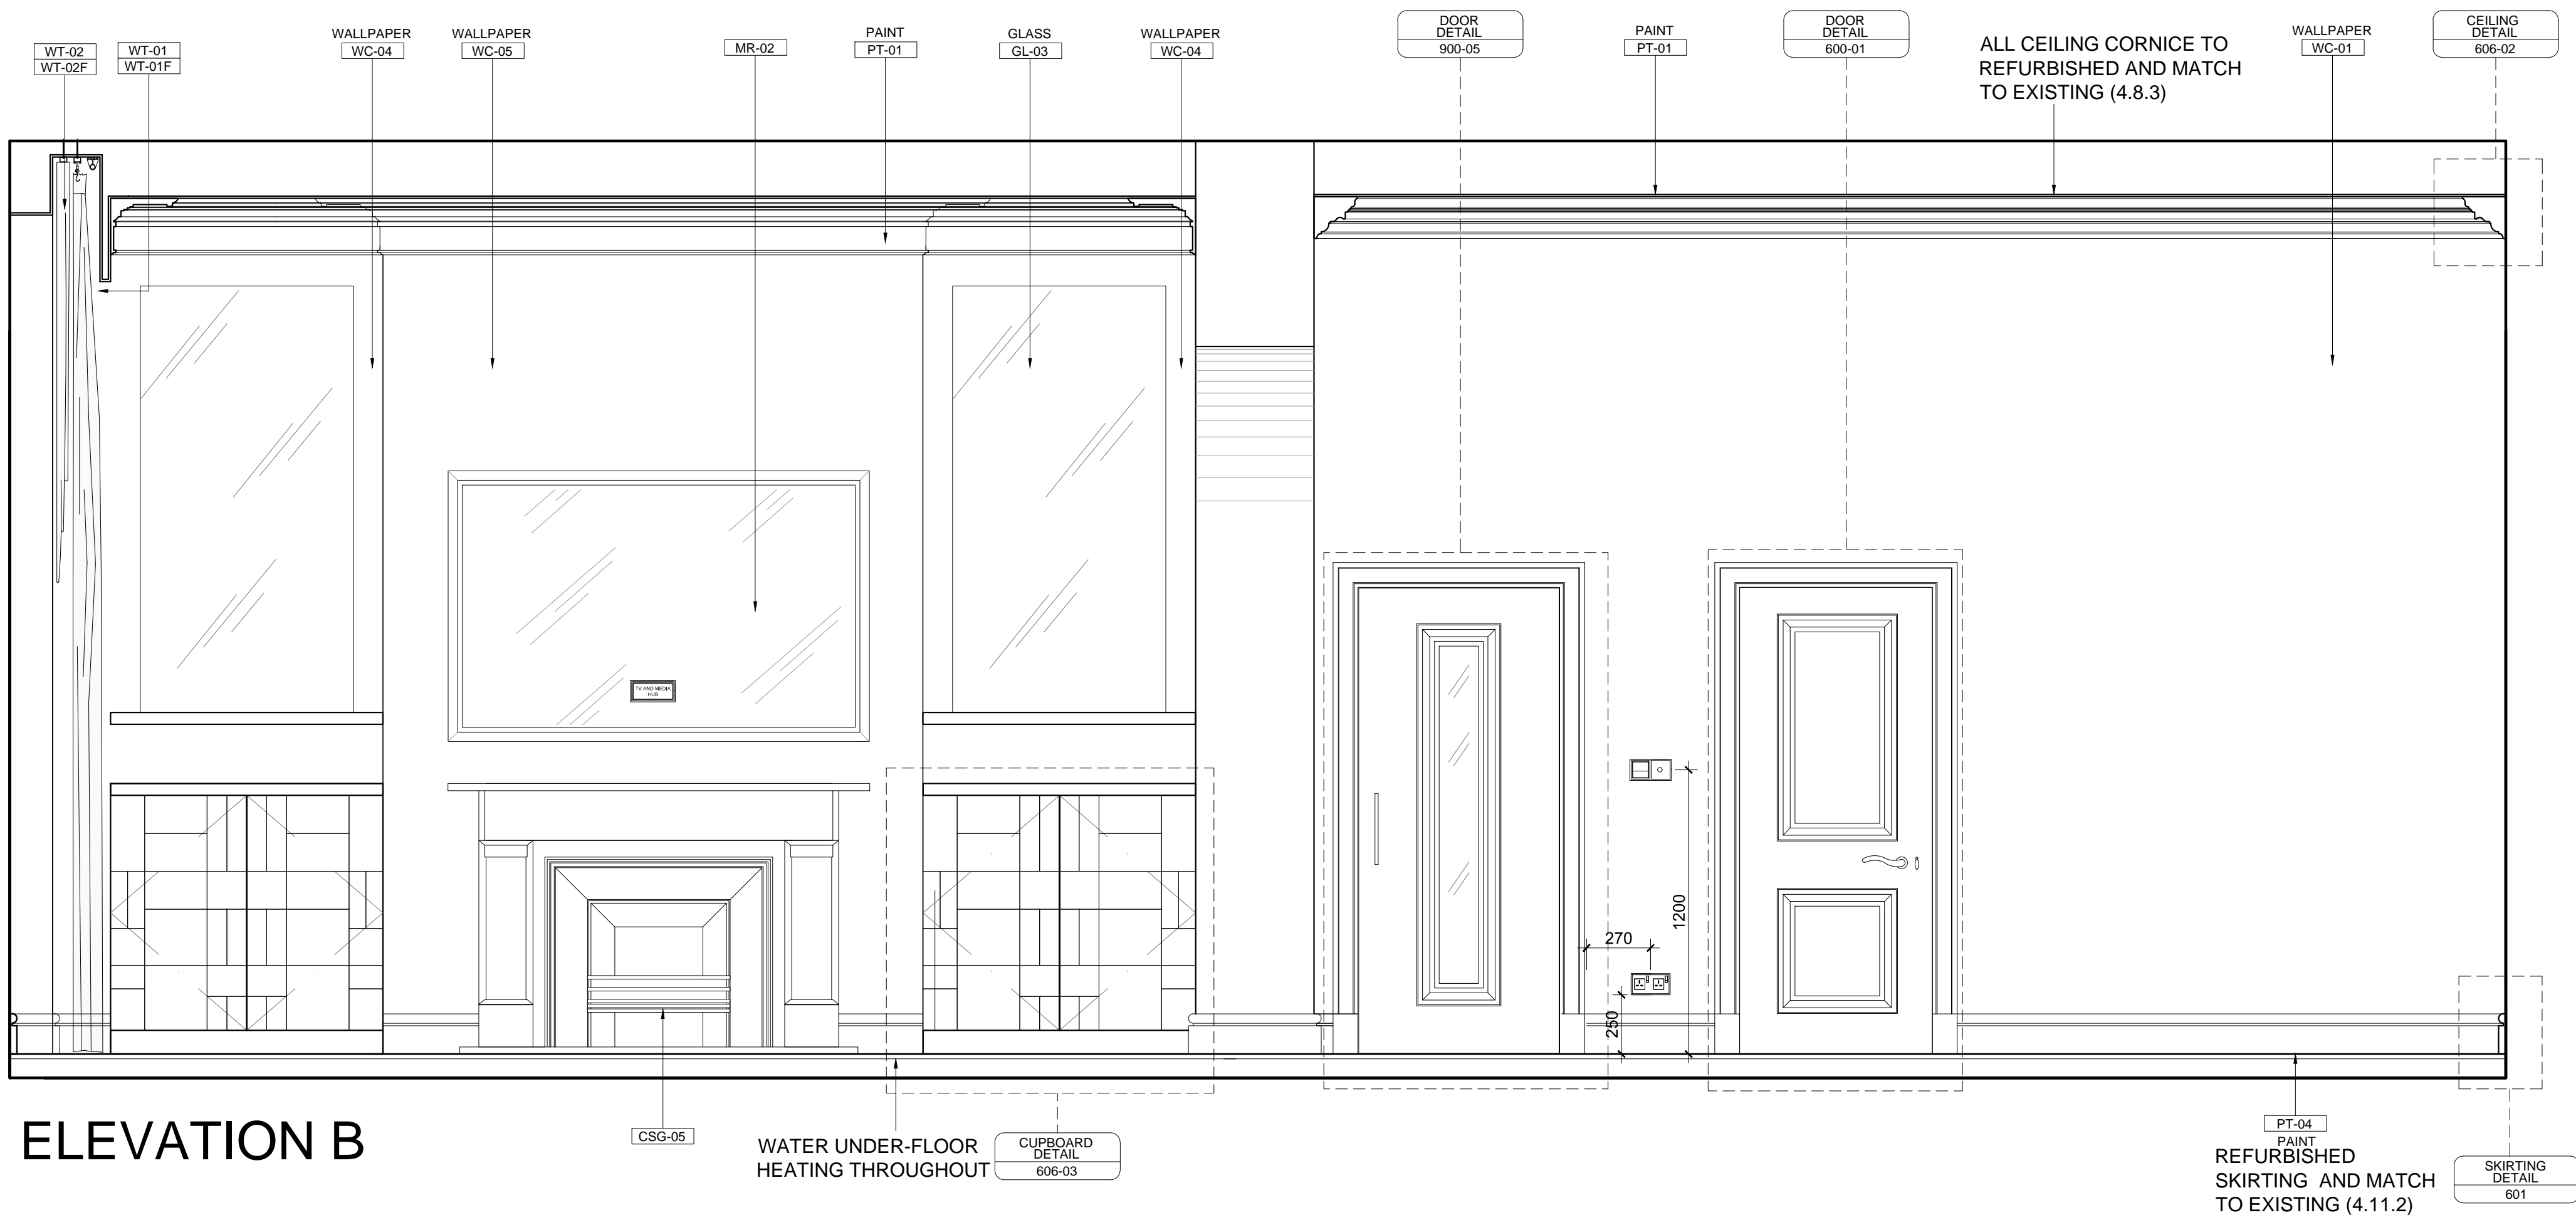 WT-02
WT-02F
WT-01
WT-01F
WALLPAPER
WC-04
WALLPAPER
WC-05
MR-02
PAINT
PT-01
GLASS
GL-03
WALLPAPER
WC-04
DOOR
DETAIL
900-05
PAINT
PT-01
DOOR
DETAIL
600-01
ALL CEILING CORNICE TO
REFURBISHED AND MATCH
TO EXISTING (4.8.3)
WALLPAPER
WC-01
CEILING
DETAIL
606-02
TV AND MEDIA
HUB
1200
270
250
ELEVATION B
CSG-05
WATER UNDER-FLOOR
HEATING THROUGHOUT
CUPBOARD
DETAIL
606-03
PT-04
PAINT
REFURBISHED
SKIRTING AND MATCH
TO EXISTING (4.11.2)
SKIRTING
DETAIL
601